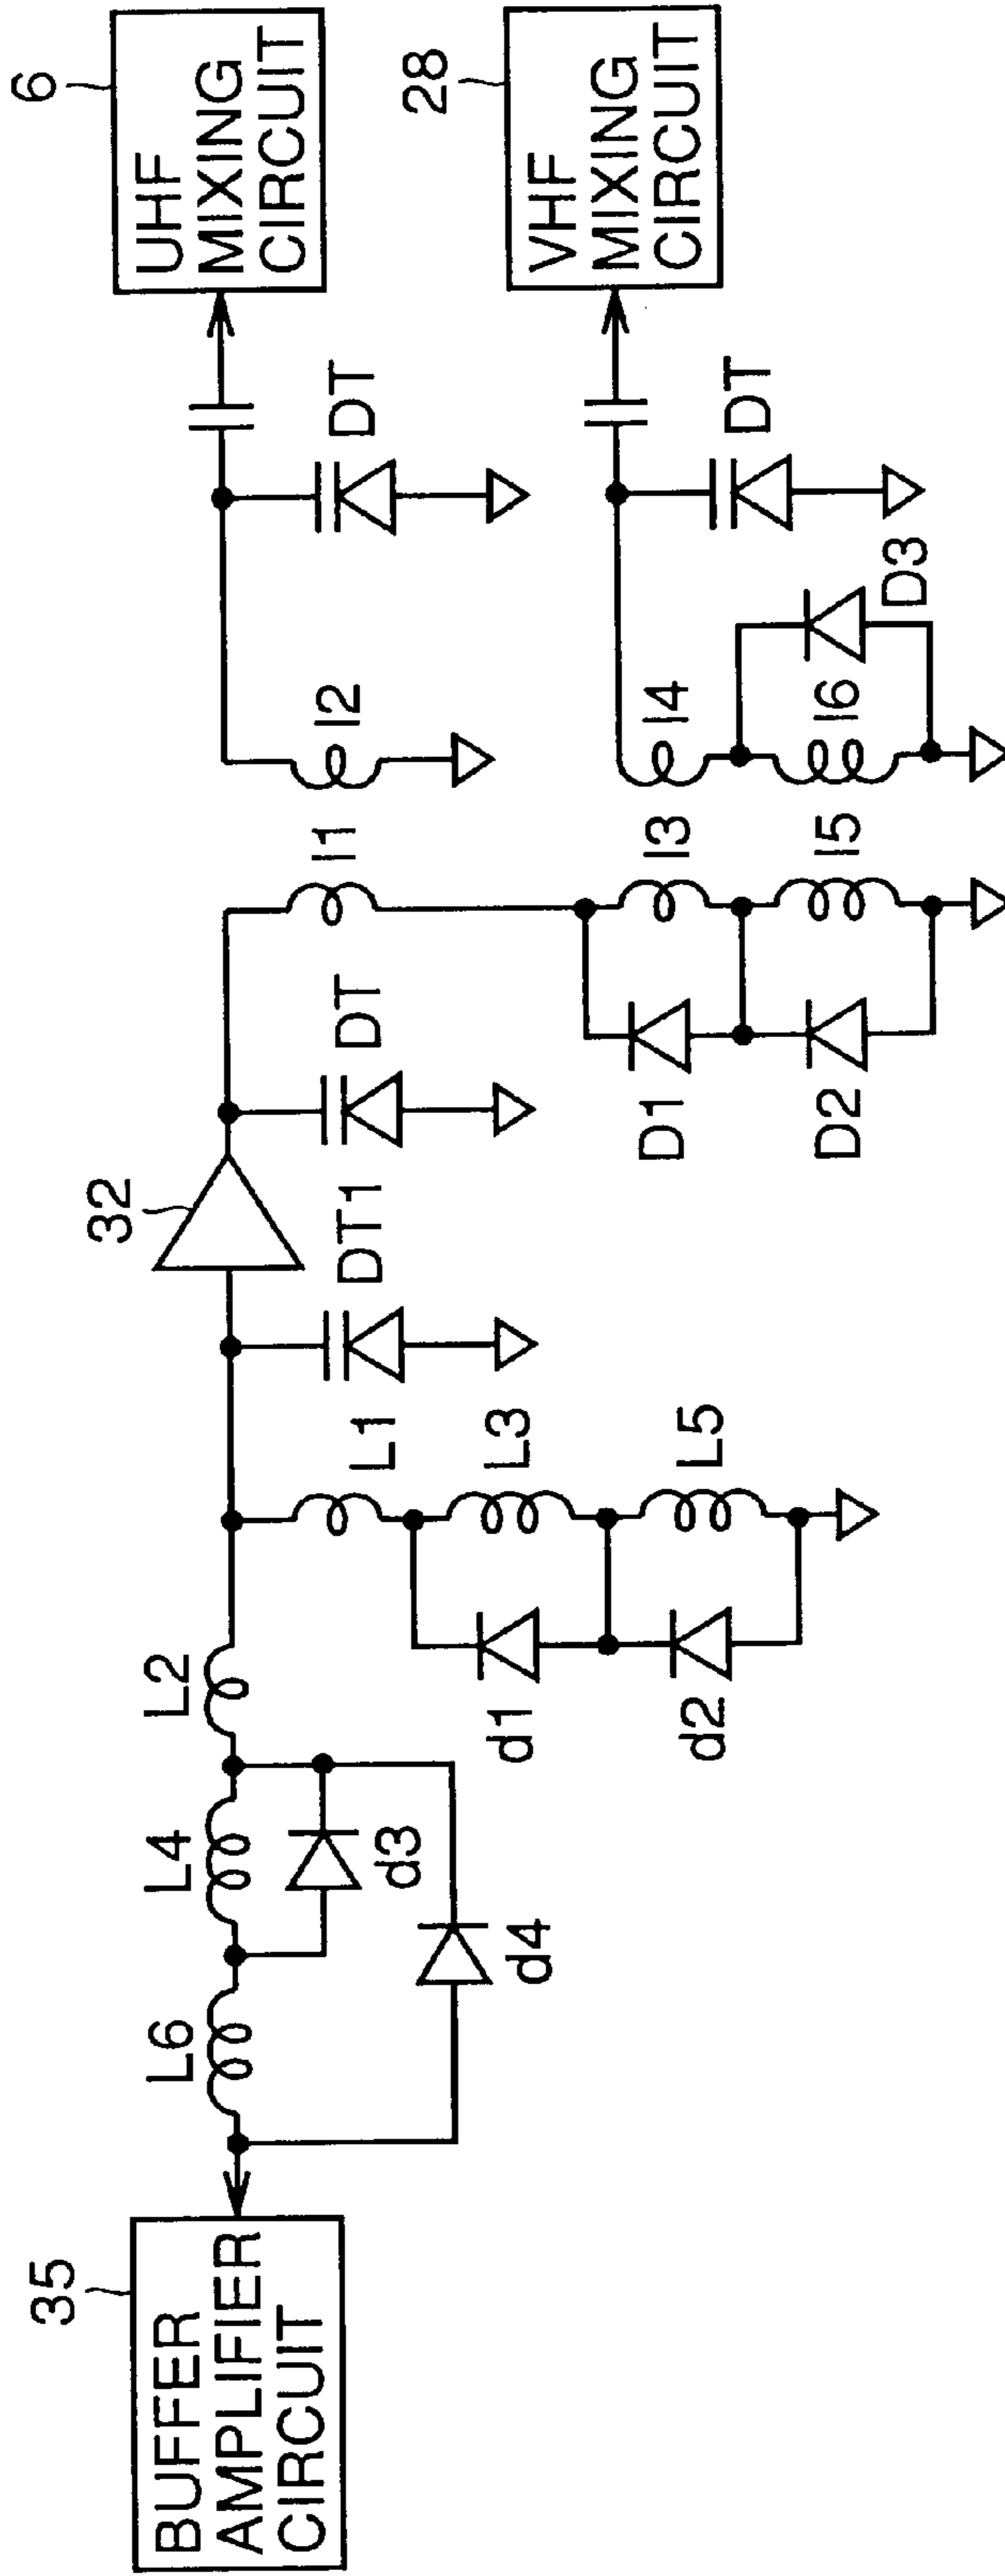 35
BUFFER
AMPLIFIER
CIRCUIT
L6
L4
L2
d3
d4
L1
L3
L5
d1
d2
DT1
32
DT
D1
D2
I1
I3
I5
I2
I4
I6
D3
DT
DT
6
UHF
MIXING
CIRCUIT
28
VHF
MIXING
CIRCUIT